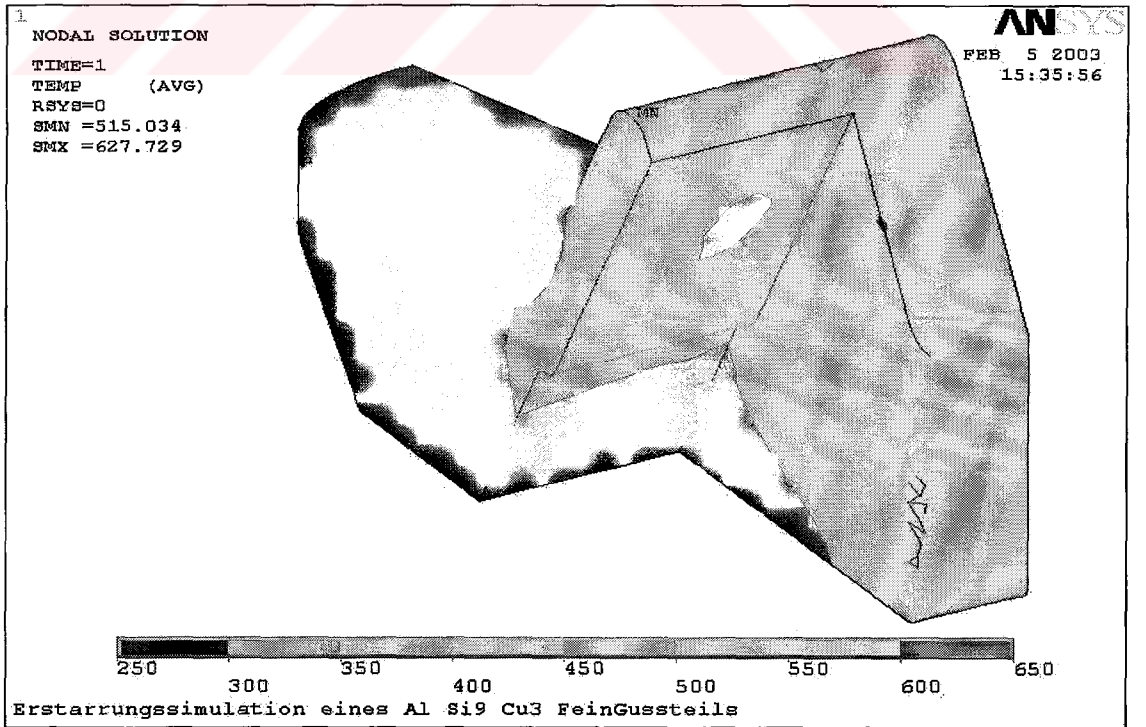 1
NODAL SOLUTION
TIME=1
TEMP (AVG)
RSYS=0
SMN =515.034
SMX =627.729
ANSYS
FEB 5 2003
15:35:56
MN
250 350 450 550 650
300 400 500 600
Erstarrungssimulation eines Al Si9 Cu3 FeinGussteils